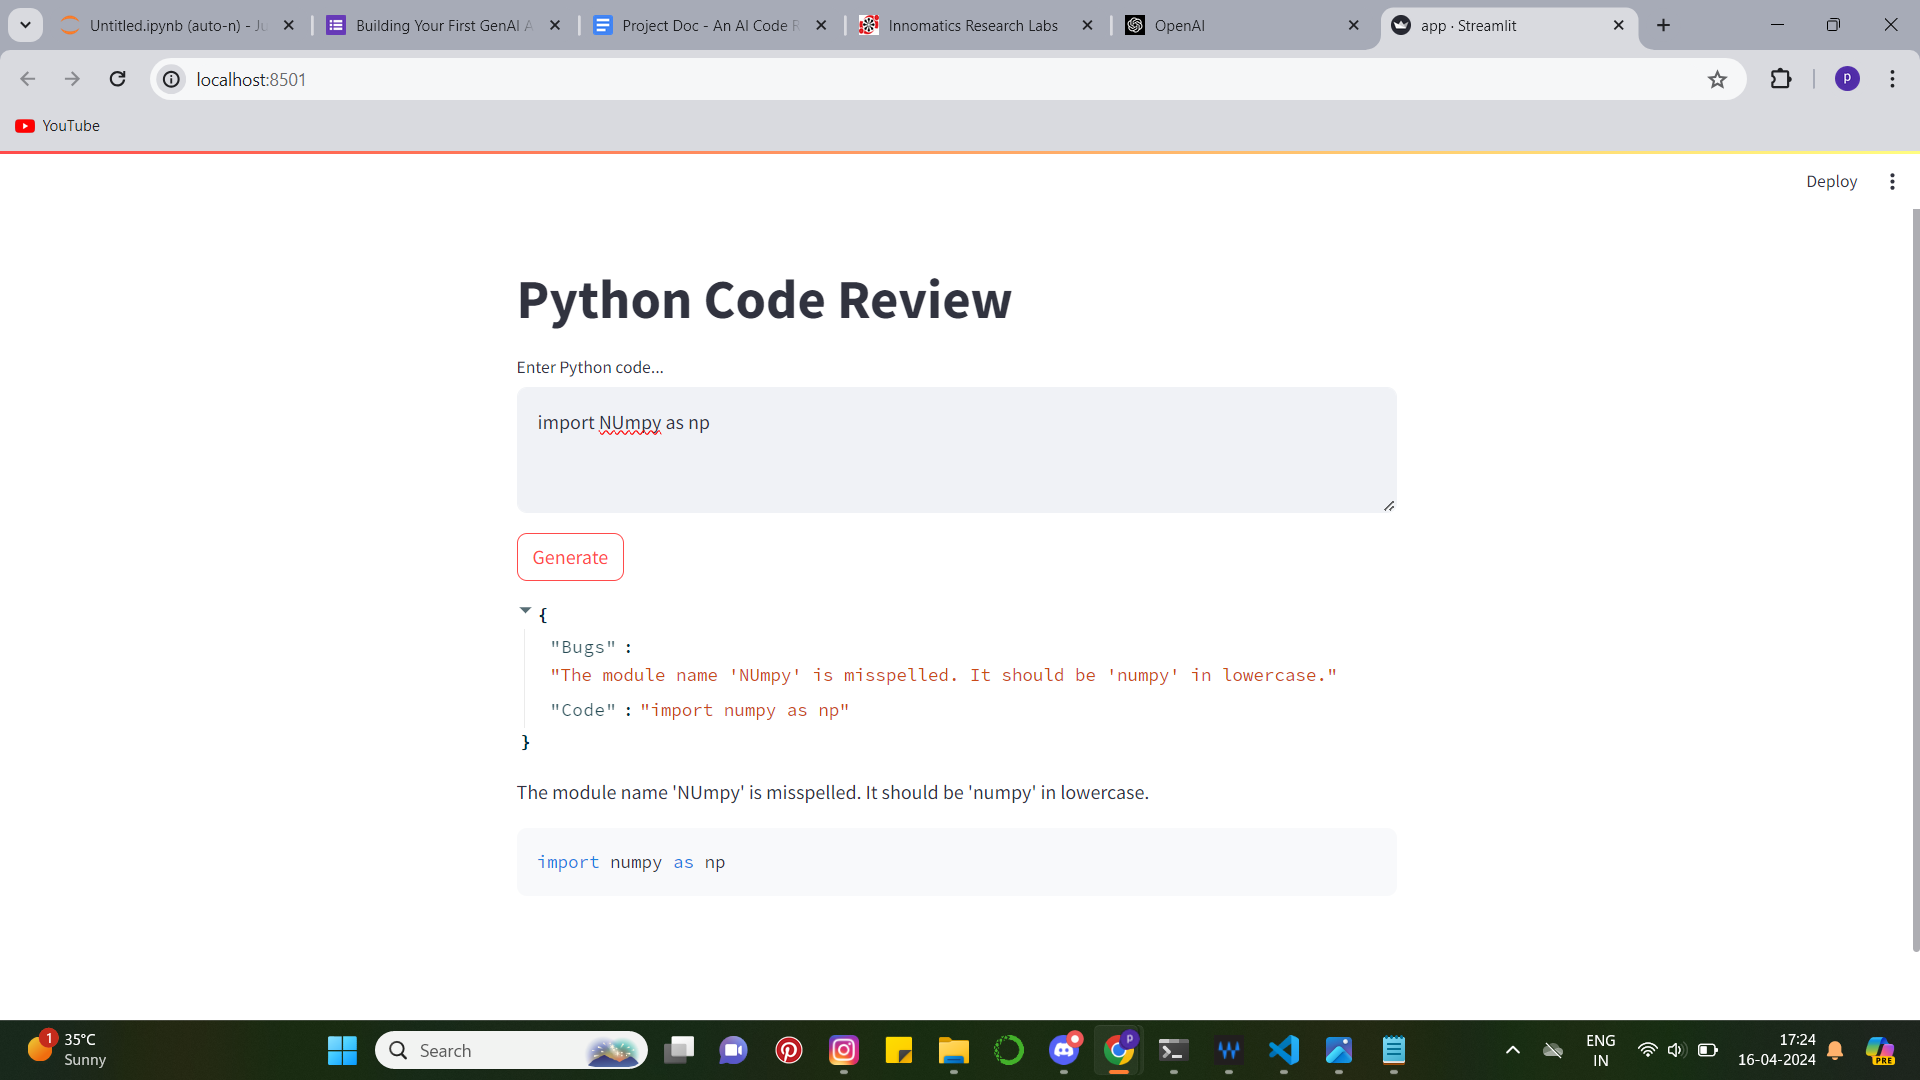 Untitled.ipynb (auto-n) - Ju
Building Your First GenAI A
Project Doc - An AI Code R
Innomatics Research Labs
OpenAI
app · Streamlit
localhost:8501
P
YouTube
Deploy
Python Code Review
Enter Python code...
import NUmpy as np
Generate
{
"Bugs" :
"The module name 'NUmpy' is misspelled. It should be 'numpy' in lowercase."
"Code" : "import numpy as np"
}
The module name 'NUmpy' is misspelled. It should be 'numpy' in lowercase.
import numpy as np
1
35°C
Sunny
Search
P
ENG
IN
17:24
16-04-2024
PRE